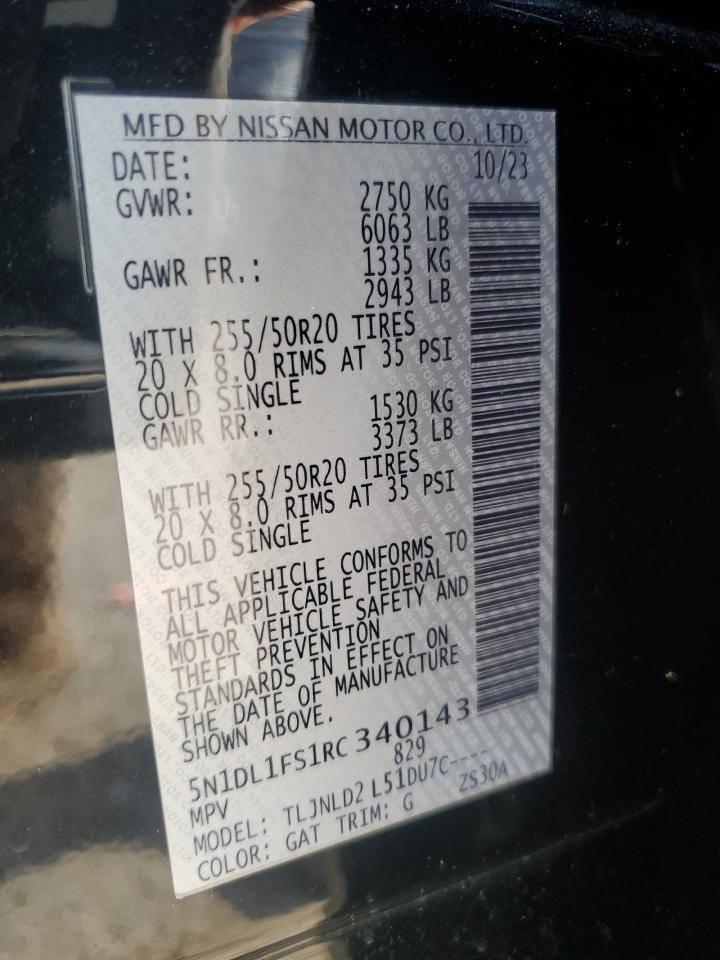 MFD BY NISSAN MOTOR CO., LTD.
DATE: 10/23
GVWR: 2750 KG
6063 LB
GAWR FR.: 1335 KG
2943 LB
WITH 255/50R20 TIRES
20 X 8.0 RIMS AT 35 PSI
COLD SINGLE
GAWR RR.: 1530 KG
3373 LB
WITH 255/50R20 TIRES
20 X 8.0 RIMS AT 35 PSI
COLD SINGLE
THIS VEHICLE CONFORMS TO
ALL APPLICABLE FEDERAL
MOTOR VEHICLE SAFETY AND
THEFT PREVENTION
STANDARDS IN EFFECT ON
THE DATE OF MANUFACTURE
SHOWN ABOVE.
5N1DL1FS1RC340143
MPV 829
MODEL: TLJNLD2 L51DU7C----
COLOR: GAT TRIM: G ZS30A